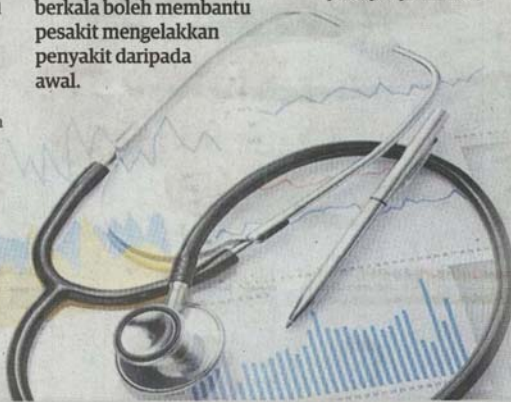 berkala boleh membantu
pesakit mengelakkan
penyakit daripada
awal.